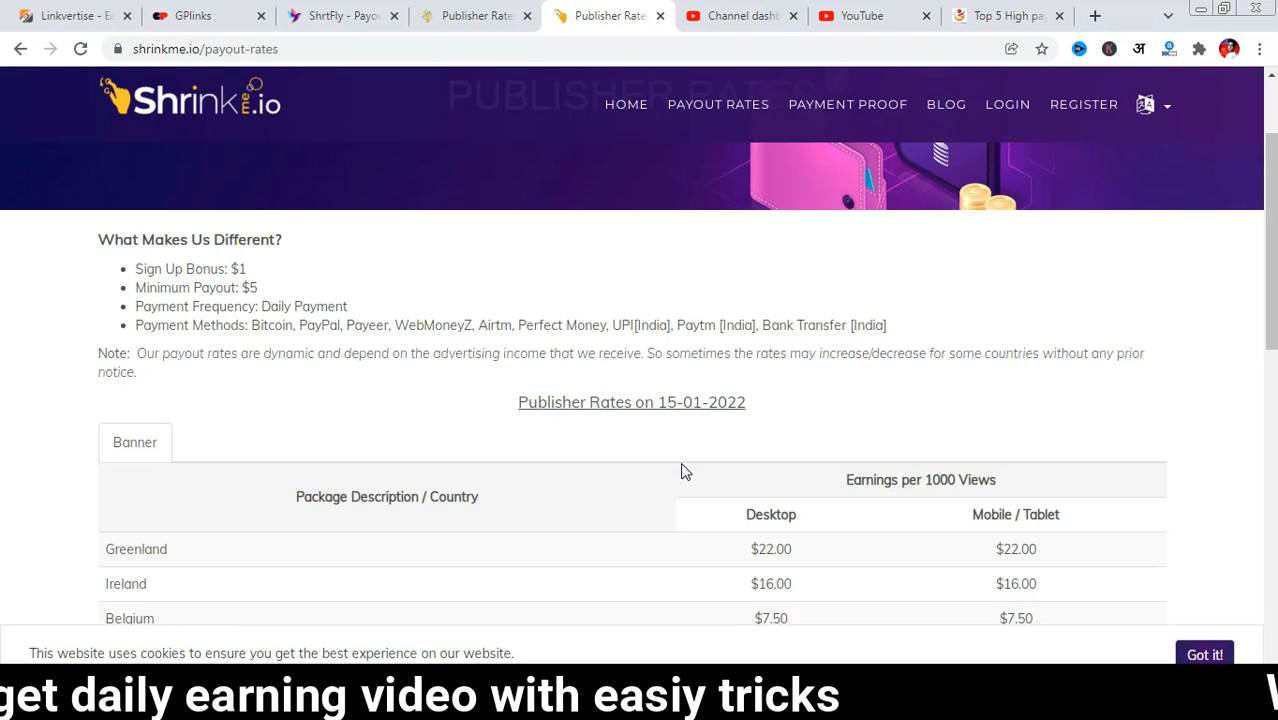 Linkvertise - Ea
GPlinks
ShrtFly - Payou
Publisher Rate
Publisher Rate
Channel dashb
YouTube
Top 5 High pa
shrinkme.io/payout-rates
Shrinkme.io
PUBLISHER RATES
HOME PAYOUT RATES PAYMENT PROOF BLOG LOGIN REGISTER
What Makes Us Different?
Sign Up Bonus: $1
Minimum Payout: $5
Payment Frequency: Daily Payment
Payment Methods: Bitcoin, PayPal, Payeer, WebMoneyZ, Airtm, Perfect Money, UPI[India], Paytm [India], Bank Transfer [India]
Note: Our payout rates are dynamic and depend on the advertising income that we receive. So sometimes the rates may increase/decrease for some countries without any prior
notice.
Publisher Rates on 15-01-2022
Banner
Package Description / Country
Earnings per 1000 Views
Desktop Mobile / Tablet
Greenland $22.00 $22.00
Ireland $16.00 $16.00
Belgium $7.50 $7.50
This website uses cookies to ensure you get the best experience on our website.
Got it!
get daily earning video with easiy tricks